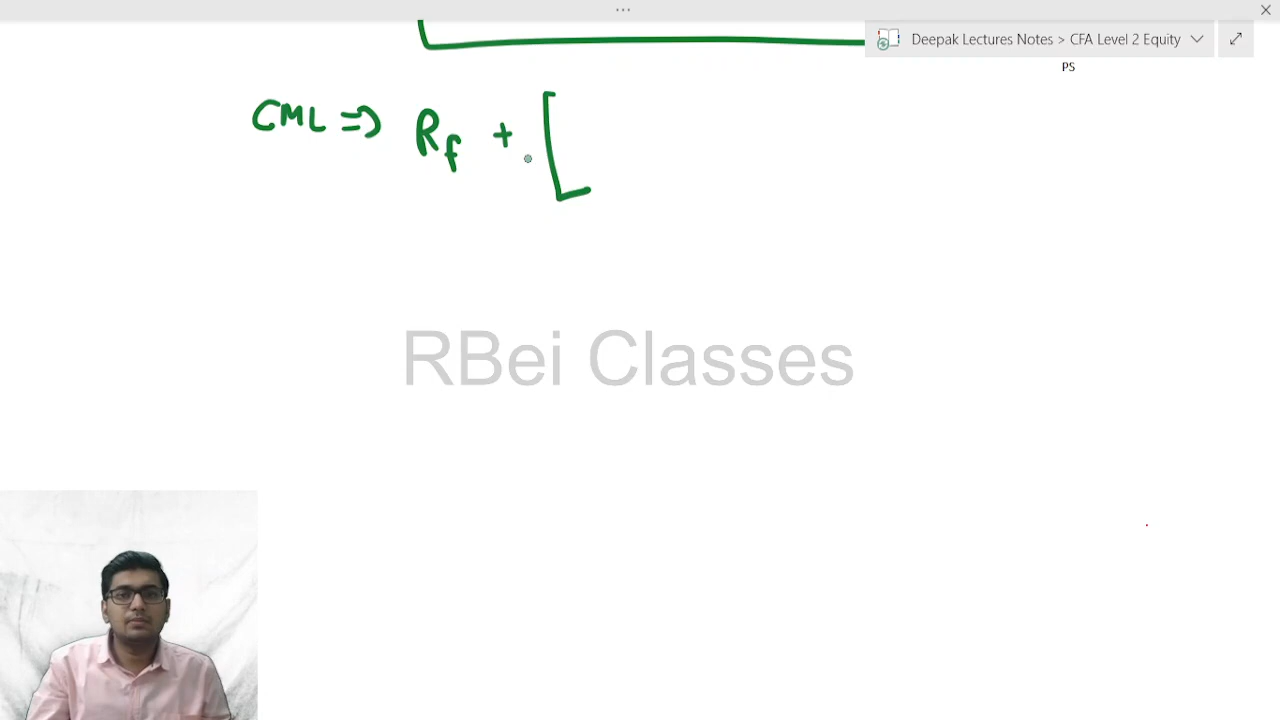 Deepak Lectures Notes > CFA Level 2 Equity
PS
CML ⇒ Rf + [
RBei Classes